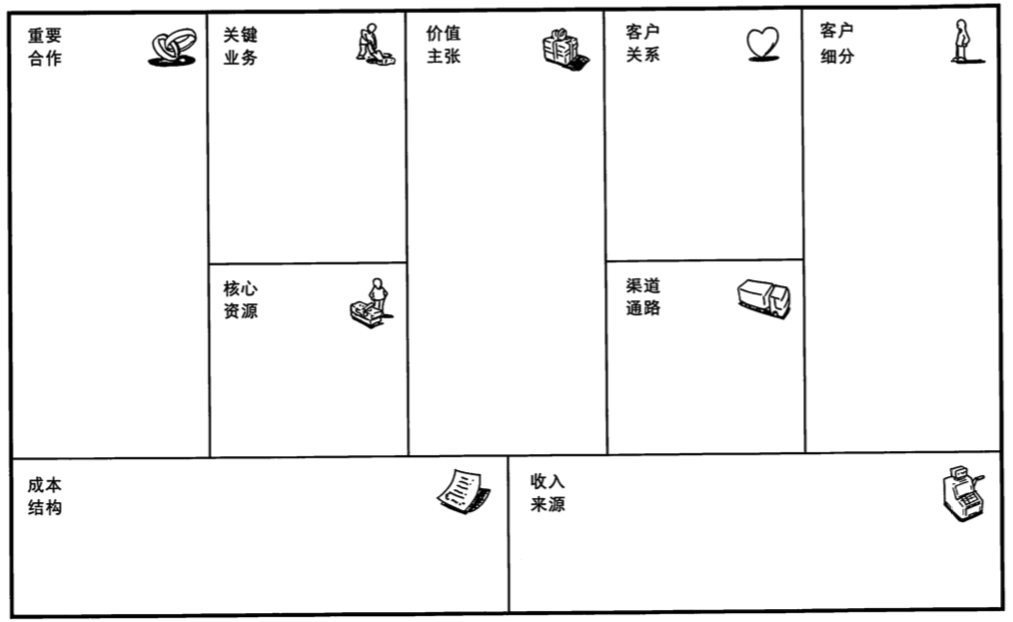 重要
合作
关键
业务
核心
资源
价值
主张
客户
关系
渠道
通路
客户
细分
成本
结构
收入
来源